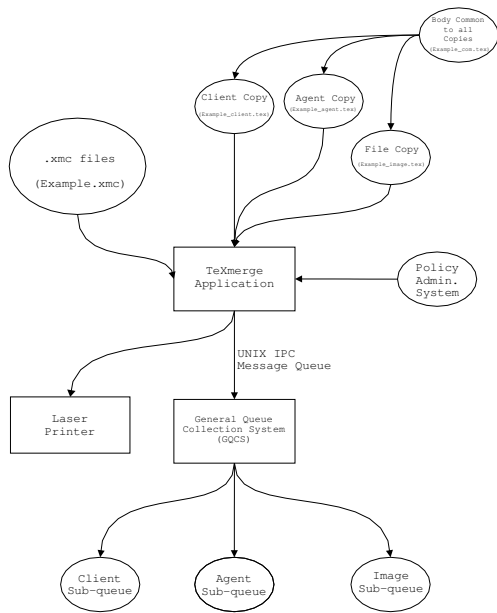 Body Common
to all
Copies
(Example_com.tex)
Client Copy
(Example_client.tex)
Agent Copy
(Example_agent.tex)
File Copy
(Example_image.tex)
.xmc files
(Example.xmc)
TeXmerge
Application
Policy
Admin.
System
UNIX IPC
Message Queue
Laser
Printer
General Queue
Collection System
(GQCS)
Client
Sub-queue
Agent
Sub-queue
Image
Sub-queue